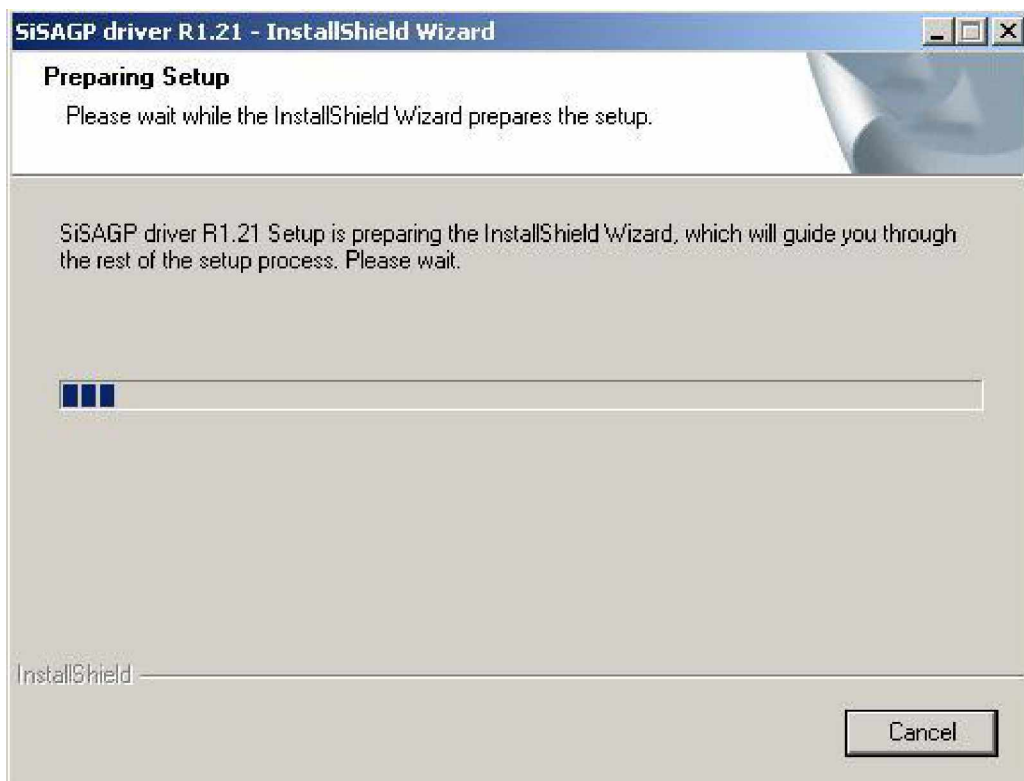 SiSAGP driver R1.21 - InstallShield Wizard
Preparing Setup
Please wait while the InstallShield Wizard prepares the setup.
SiSAGP driver R1.21 Setup is preparing the InstallShield Wizard, which will guide you through
the rest of the setup process. Please wait.
InstallShield
Cancel